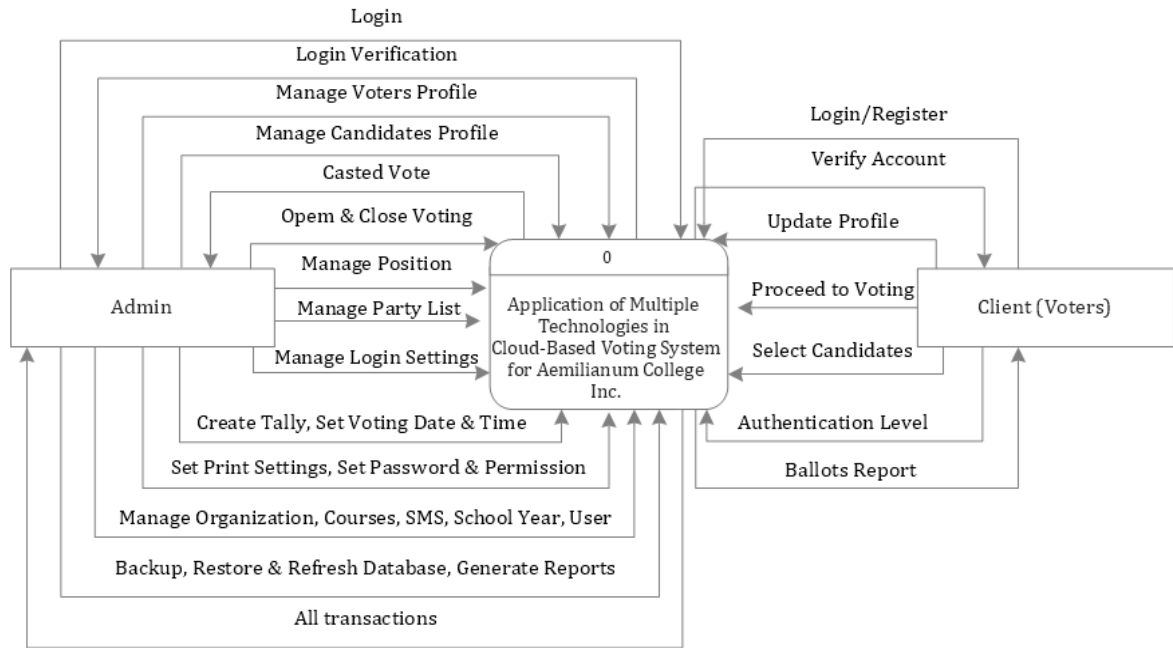 Login
Login Verification
Manage Voters Profile
Manage Candidates Profile
Casted Vote
Opem & Close Voting
Manage Position
Manage Party List
Manage Login Settings
Create Tally, Set Voting Date & Time
Set Print Settings, Set Password & Permission
Manage Organization, Courses, SMS, School Year, User
Backup, Restore & Refresh Database, Generate Reports
All transactions
Admin
0
Application of Multiple
Technologies in
Cloud-Based Voting System
for Aemilianum College
Inc.
Login/Register
Verify Account
Update Profile
Proceed to Voting
Select Candidates
Authentication Level
Ballots Report
Client (Voters)